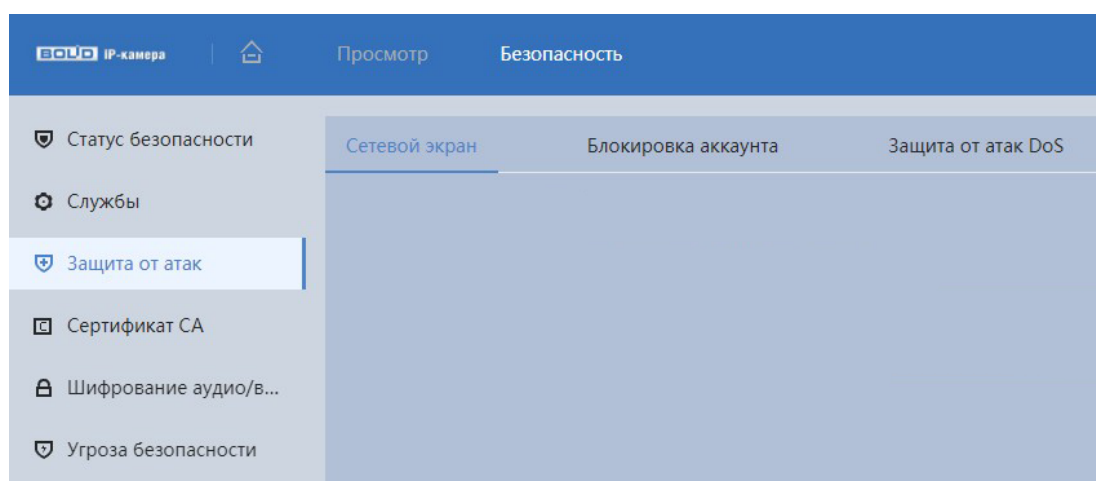 BOLID IP-камера Просмотр Безопасность
Статус безопасности
Службы
Защита от атак
Сертификат CA
Шифрование аудио/в...
Угроза безопасности
Сетевой экран Блокировка аккаунта Защита от атак DoS